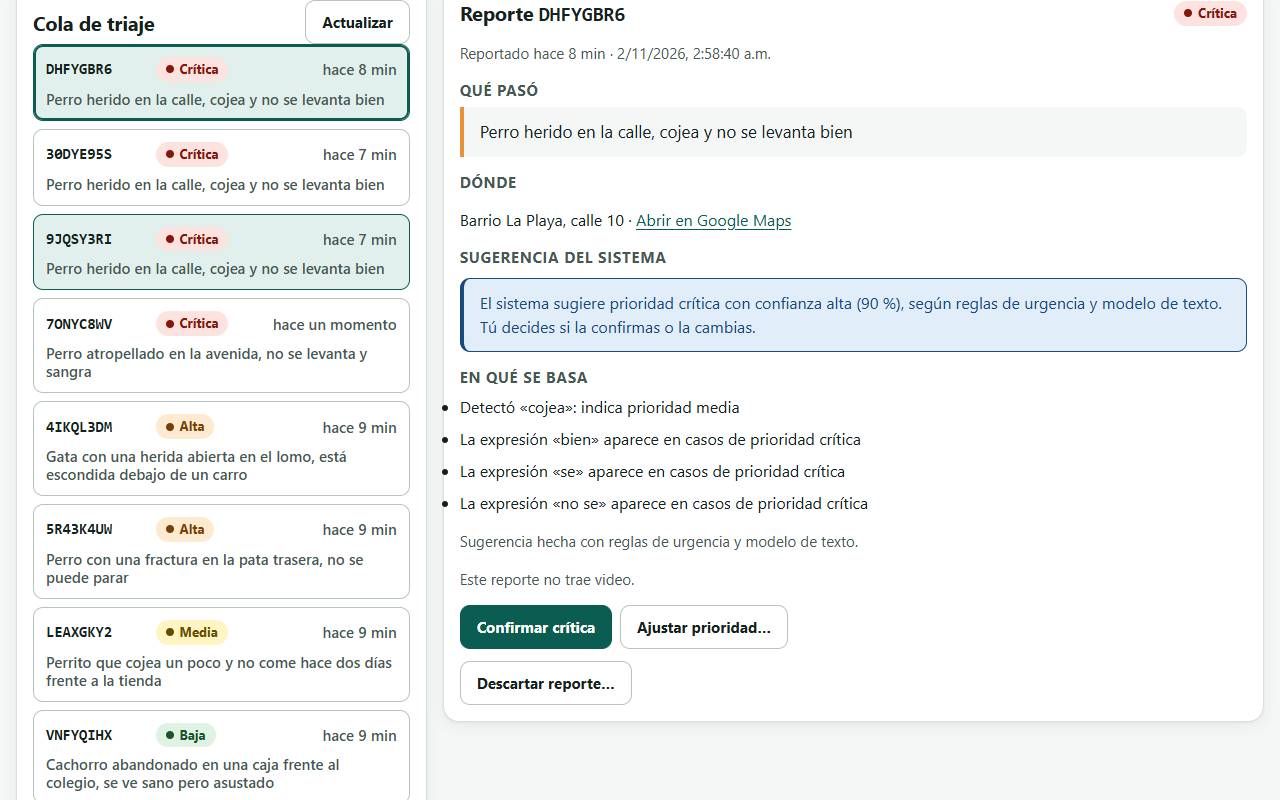 Cola de triaje
Actualizar
DHFYGBR6 Crítica hace 8 min
Perro herido en la calle, cojea y no se levanta bien
30DYE95S Crítica hace 7 min
Perro herido en la calle, cojea y no se levanta bien
9JQSY3RI Crítica hace 7 min
Perro herido en la calle, cojea y no se levanta bien
7ONYC8WV Crítica hace un momento
Perro atropellado en la avenida, no se levanta y
sangra
4IKQL3DM Alta hace 9 min
Gata con una herida abierta en el lomo, está
escondida debajo de un carro
5R43K4UW Alta hace 9 min
Perro con una fractura en la pata trasera, no se
puede parar
LEAXGKY2 Media hace 9 min
Perrito que cojea un poco y no come hace dos días
frente a la tienda
VNFYQIHX Baja hace 9 min
Cachorro abandonado en una caja frente al
colegio, se ve sano pero asustado
Reporte DHFYGBR6 Crítica
Reportado hace 8 min · 2/11/2026, 2:58:40 a.m.
QUÉ PASÓ
Perro herido en la calle, cojea y no se levanta bien
DÓNDE
Barrio La Playa, calle 10 · Abrir en Google Maps
SUGERENCIA DEL SISTEMA
El sistema sugiere prioridad crítica con confianza alta (90 %), según reglas de urgencia y modelo de texto.
Tú decides si la confirmas o la cambias.
EN QUÉ SE BASA
Detectó «cojea»: indica prioridad media
La expresión «bien» aparece en casos de prioridad crítica
La expresión «se» aparece en casos de prioridad crítica
La expresión «no se» aparece en casos de prioridad crítica
Sugerencia hecha con reglas de urgencia y modelo de texto.
Este reporte no trae video.
Confirmar crítica
Ajustar prioridad...
Descartar reporte...